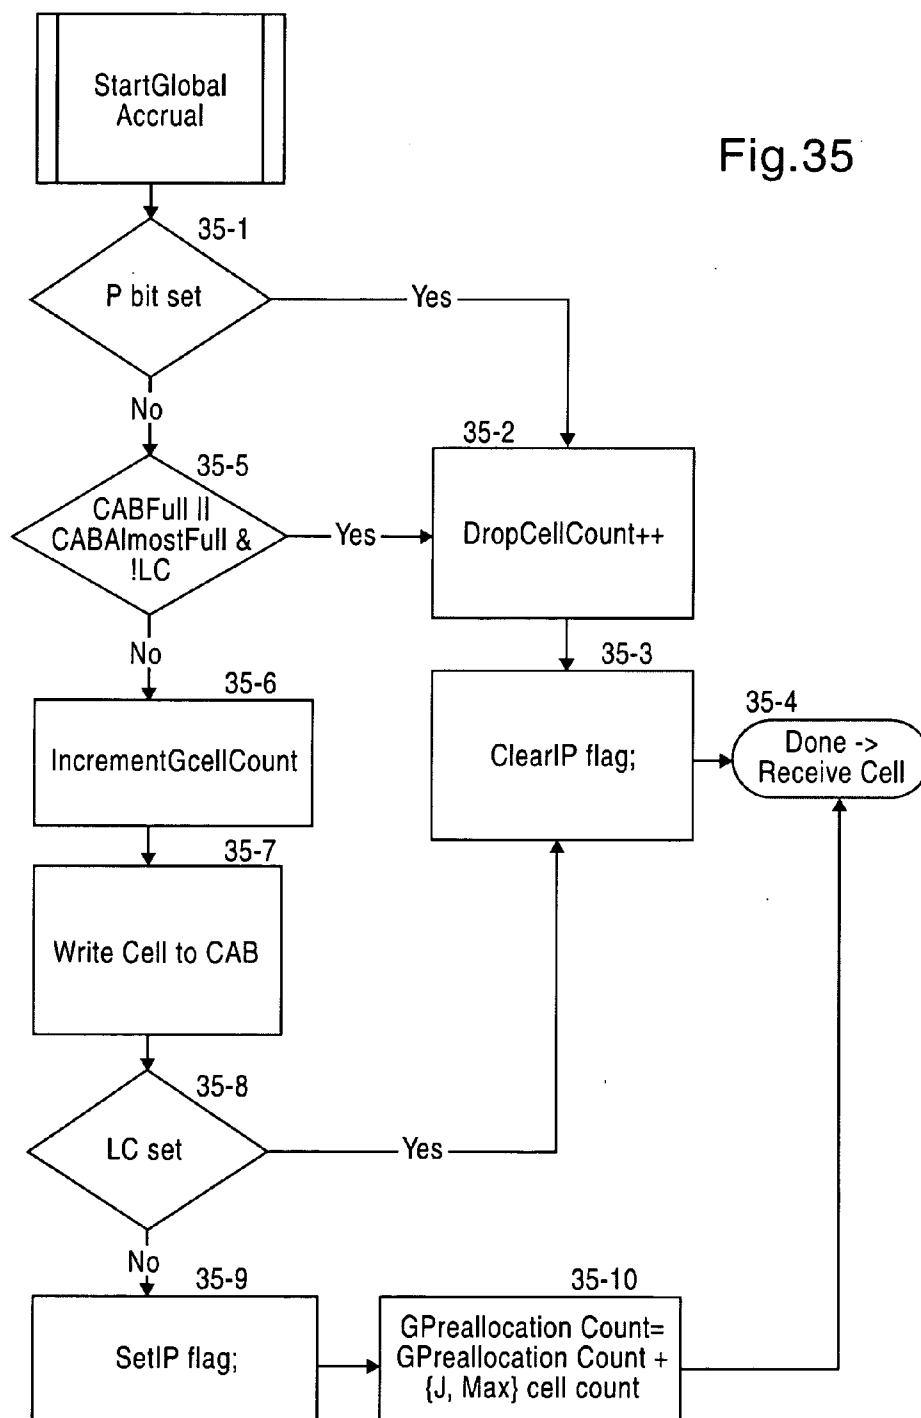 StartGlobal
Accrual
Fig.35
35-1
P bit set
Yes
No
35-2
35-5
CABFull ||
CABAlmostFull &
!LC
Yes
DropCellCount++
No
35-3
35-6
35-4
IncrementGcellCount
ClearIP flag;
Done ->
Receive Cell
35-7
Write Cell to CAB
35-8
LC set
Yes
No
35-9
35-10
SetIP flag;
GPreallocation Count=
GPreallocation Count +
{J, Max} cell count